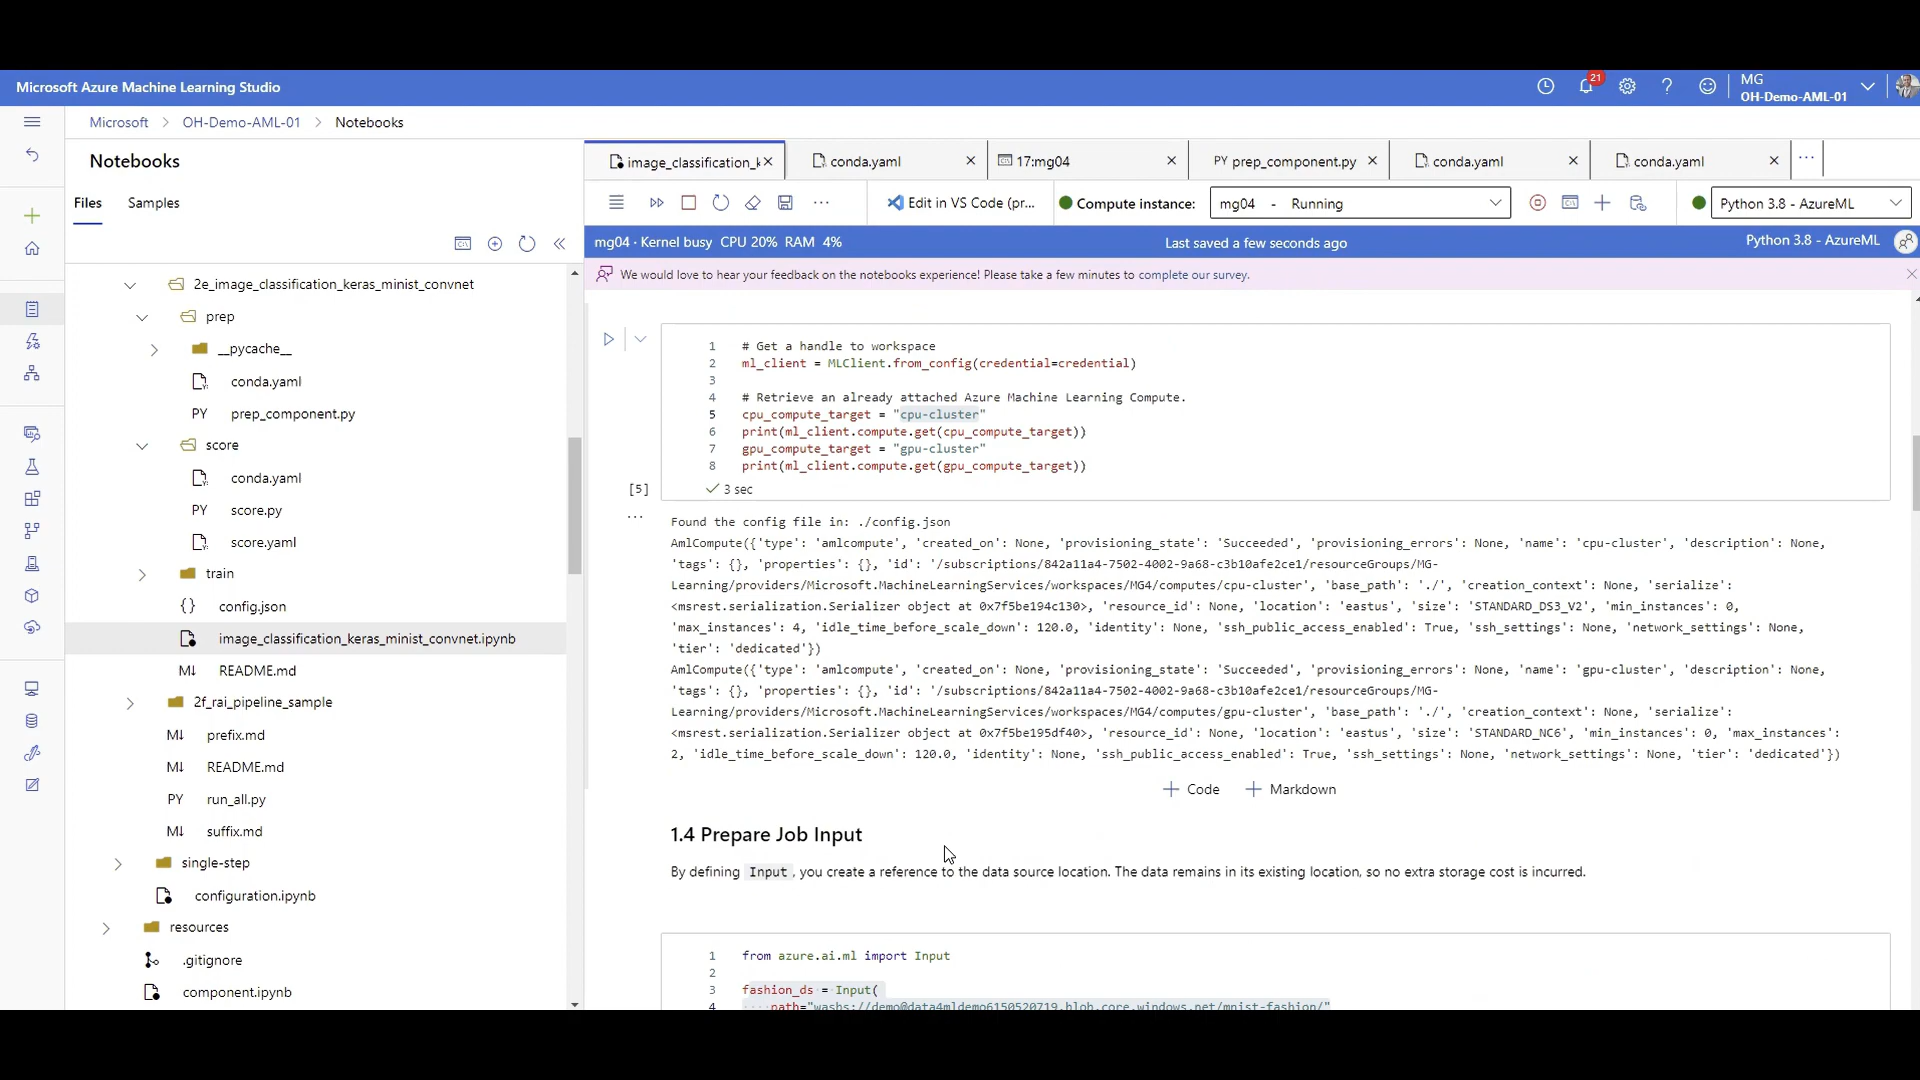 Microsoft Azure Machine Learning Studio
21
MG
OH-Demo-AML-01
Microsoft > OH-Demo-AML-01 > Notebooks
Notebooks
Files Samples
2e_image_classification_keras_minist_convnet
prep
__pycache__
conda.yaml
PY prep_component.py
score
conda.yaml
PY score.py
score.yaml
train
{} config.json
image_classification_keras_minist_convnet.ipynb
M↓ README.md
2f_rai_pipeline_sample
M↓ prefix.md
M↓ README.md
PY run_all.py
M↓ suffix.md
single-step
configuration.ipynb
resources
.gitignore
component.ipynb
image_classification_k conda.yaml 17:mg04 PY prep_component.py conda.yaml conda.yaml ...
Edit in VS Code (pr... Compute instance: mg04 - Running Python 3.8 - AzureML
mg04 · Kernel busy CPU 20% RAM 4% Last saved a few seconds ago Python 3.8 - AzureML
We would love to hear your feedback on the notebooks experience! Please take a few minutes to complete our survey.
1 # Get a handle to workspace
2 ml_client = MLClient.from_config(credential=credential)
3
4 # Retrieve an already attached Azure Machine Learning Compute.
5 cpu_compute_target = "cpu-cluster"
6 print(ml_client.compute.get(cpu_compute_target))
7 gpu_compute_target = "gpu-cluster"
8 print(ml_client.compute.get(gpu_compute_target))
[5] ✓ 3 sec
...
Found the config file in: ./config.json
AmlCompute({'type': 'amlcompute', 'created_on': None, 'provisioning_state': 'Succeeded', 'provisioning_errors': None, 'name': 'cpu-cluster', 'description': None,
'tags': {}, 'properties': {}, 'id': '/subscriptions/842a11a4-7502-4002-9a68-c3b10afe2ce1/resourceGroups/MG-
Learning/providers/Microsoft.MachineLearningServices/workspaces/MG4/computes/cpu-cluster', 'base_path': './', 'creation_context': None, 'serialize':
<msrest.serialization.Serializer object at 0x7f5be194c130>, 'resource_id': None, 'location': 'eastus', 'size': 'STANDARD_DS3_V2', 'min_instances': 0,
'max_instances': 4, 'idle_time_before_scale_down': 120.0, 'identity': None, 'ssh_public_access_enabled': True, 'ssh_settings': None, 'network_settings': None,
'tier': 'dedicated'})
AmlCompute({'type': 'amlcompute', 'created_on': None, 'provisioning_state': 'Succeeded', 'provisioning_errors': None, 'name': 'gpu-cluster', 'description': None,
'tags': {}, 'properties': {}, 'id': '/subscriptions/842a11a4-7502-4002-9a68-c3b10afe2ce1/resourceGroups/MG-
Learning/providers/Microsoft.MachineLearningServices/workspaces/MG4/computes/gpu-cluster', 'base_path': './', 'creation_context': None, 'serialize':
<msrest.serialization.Serializer object at 0x7f5be195df40>, 'resource_id': None, 'location': 'eastus', 'size': 'STANDARD_NC6', 'min_instances': 0, 'max_instances':
2, 'idle_time_before_scale_down': 120.0, 'identity': None, 'ssh_public_access_enabled': True, 'ssh_settings': None, 'network_settings': None, 'tier': 'dedicated'})
+ Code + Markdown
1.4 Prepare Job Input
By defining Input , you create a reference to the data source location. The data remains in its existing location, so no extra storage cost is incurred.
1 from azure.ai.ml import Input
2
3 fashion_ds = Input(
4 path="wasbs://demo@data4mldemo6150520719.blob.core.windows.net/mnist-fashion/"